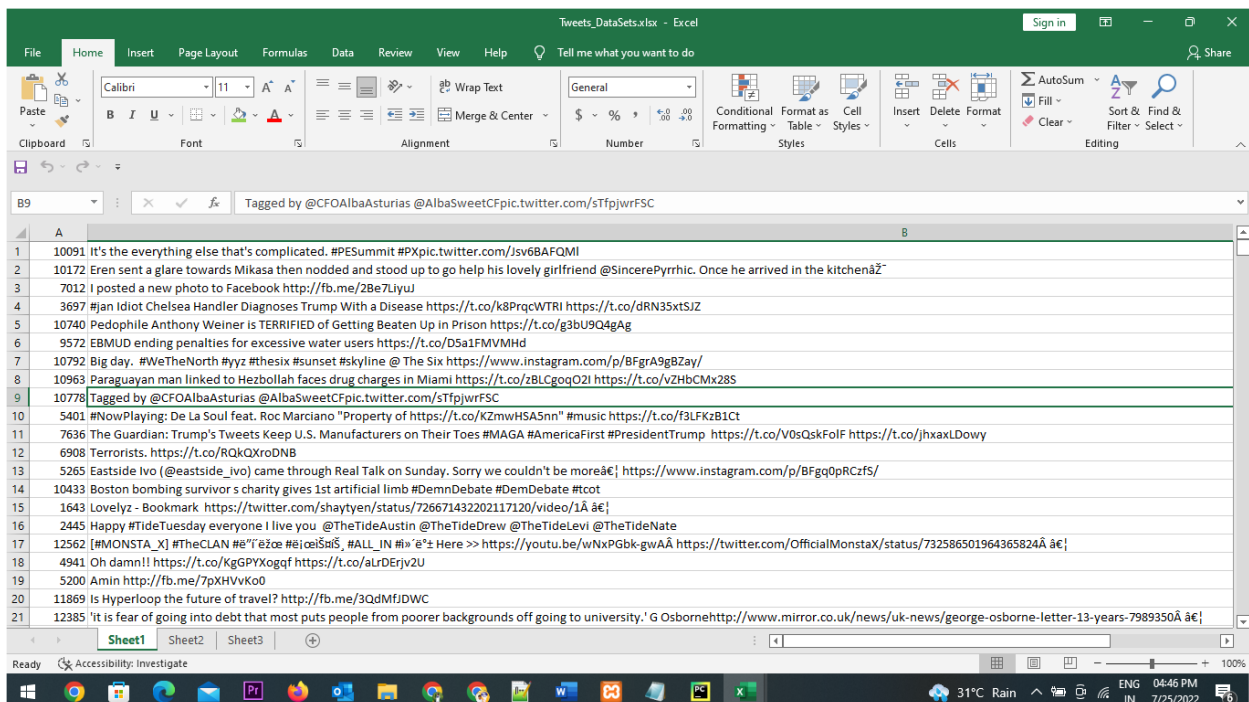 Tweets_DataSets.xlsx - Excel
Sign in
File Home Insert Page Layout Formulas Data Review View Help Tell me what you want to do Share
Calibri 11 Wrap Text General AutoSum
Paste Conditional Format as Cell Insert Delete Format Fill Sort & Find &
B I U Merge & Center $ % Formatting Table Styles Clear Filter Select
Clipboard Font Alignment Number Styles Cells Editing
B9 fx Tagged by @CFOAlbaAsturias @AlbaSweetCFpic.twitter.com/sTfpjwrFSC
A B
1 10091 It's the everything else that's complicated. #PESummit #PXpic.twitter.com/Jsv6BAFQMl
2 10172 Eren sent a glare towards Mikasa then nodded and stood up to go help his lovely girlfriend @SincerePyrrhic. Once he arrived in the kitchenâŽ¯
3 7012 I posted a new photo to Facebook http://fb.me/2Be7LiyuJ
4 3697 #jan Idiot Chelsea Handler Diagnoses Trump With a Disease https://t.co/k8PrqcWTRI https://t.co/dRN35xtSJZ
5 10740 Pedophile Anthony Weiner is TERRIFIED of Getting Beaten Up in Prison https://t.co/g3bU9Q4gAg
6 9572 EBMUD ending penalties for excessive water users https://t.co/D5a1FMVMHd
7 10792 Big day.  #WeTheNorth #yyz #thesix #sunset #skyline @ The Six https://www.instagram.com/p/BFgrA9gBZay/
8 10963 Paraguayan man linked to Hezbollah faces drug charges in Miami https://t.co/zBLCgoqO2I https://t.co/vZHbCMx28S
9 10778 Tagged by @CFOAlbaAsturias @AlbaSweetCFpic.twitter.com/sTfpjwrFSC
10 5401 #NowPlaying: De La Soul feat. Roc Marciano "Property of https://t.co/KZmwHSA5nn" #music https://t.co/f3LFKzB1Ct
11 7636 The Guardian: Trump's Tweets Keep U.S. Manufacturers on Their Toes #MAGA #AmericaFirst #PresidentTrump  https://t.co/V0sQskFolF https://t.co/jhxaxLDowy
12 6908 Terrorists. https://t.co/RQkQXroDNB
13 5265 Eastside Ivo (@eastside_ivo) came through Real Talk on Sunday. Sorry we couldn't be moreâ€¦ https://www.instagram.com/p/BFgq0pRCzfS/
14 10433 Boston bombing survivor s charity gives 1st artificial limb #DemnDebate #DemDebate #tcot
15 1643 Lovelyz - Bookmark  https://twitter.com/shaytyen/status/726671432202117120/video/1Â â€¦
16 2445 Happy #TideTuesday everyone I live you  @TheTideAustin @TheTideDrew @TheTideLevi @TheTideNate
17 12562 [#MONSTA_X] #TheCLAN #ALL_IN Here >> https://youtu.be/wNxPGbk-gwAÂ https://twitter.com/OfficialMonstaX/status/732586501964365824Â â€¦
18 4941 Oh damn!! https://t.co/KgGPYXogqf https://t.co/aLrDErjv2U
19 5200 Amin http://fb.me/7pXHVvKo0
20 11869 Is Hyperloop the future of travel? http://fb.me/3QdMfJDWC
21 12385 'it is fear of going into debt that most puts people from poorer backgrounds off going to university.' G Osbornehttp://www.mirror.co.uk/news/uk-news/george-osborne-letter-13-years-7989350Â â€¦
Sheet1 Sheet2 Sheet3
Ready Accessibility: Investigate 100%
31°C Rain ENG 04:46 PM
IN 7/25/2022